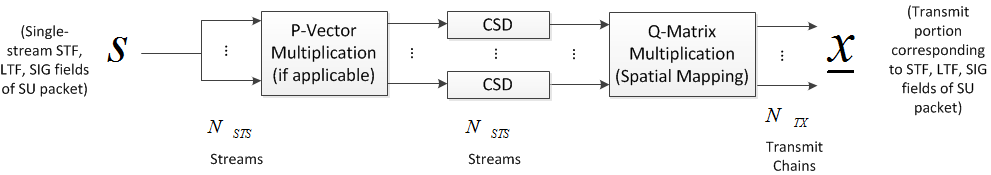 (Single-
stream STF,
LTF, SIG fields
of SU packet)
S
P-Vector
Multiplication
(if applicable)
CSD
CSD
Q-Matrix
Multiplication
(Spatial Mapping)
X
(Transmit
portion
corresponding
to STF, LTF, SIG
fields of SU
packet)
N STS
Streams
N STS
Streams
N TX
Transmit
Chains